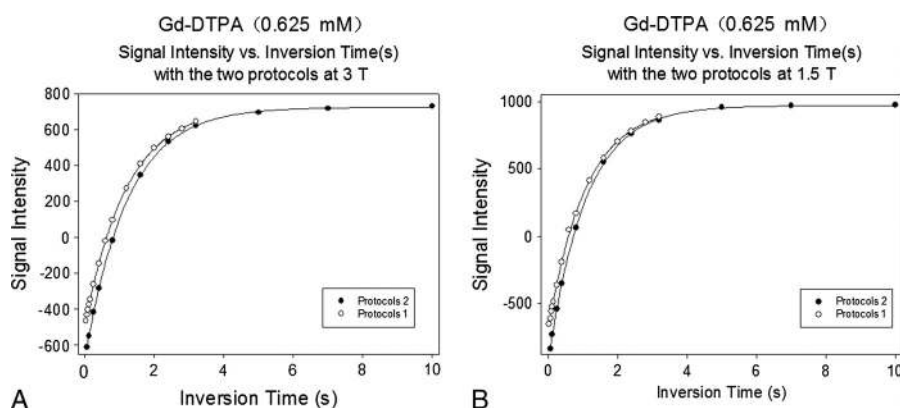 Gd-DTPA (0.625 mM)
Signal Intensity vs. Inversion Time(s)
with the two protocols at 3 T
Signal Intensity
800
600
400
200
0
-200
-400
-600
Protocols 2
Protocols 1
0
2
4
6
8
10
Inversion Time (s)
A
Gd-DTPA (0.625 mM)
Signal Intensity vs. Inversion Time(s)
with the two protocols at 1.5 T
Signal Intensity
1000
500
0
-500
Protocols 2
Protocols 1
0
2
4
6
8
10
Inversion Time (s)
B